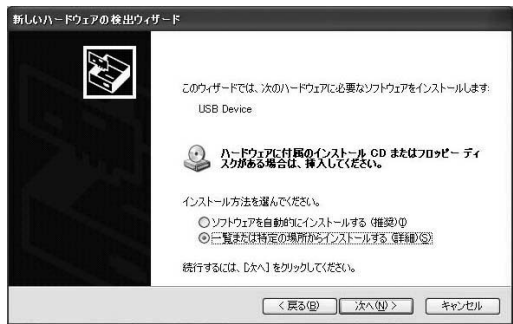 新しいハードウェアの検出ウィザード
このウィザードでは、次のハードウェアに必要なソフトウェアをインストールします:
USB Device
ハードウェアに付属のインストール CD またはフロッピー ディ
スクがある場合は、挿入してください。
インストール方法を選んでください。
ソフトウェアを自動的にインストールする (推奨)(I)
一覧または特定の場所からインストールする (詳細)(S)
続行するには、[次へ] をクリックしてください。
< 戻る(B)
次へ(N) >
キャンセル